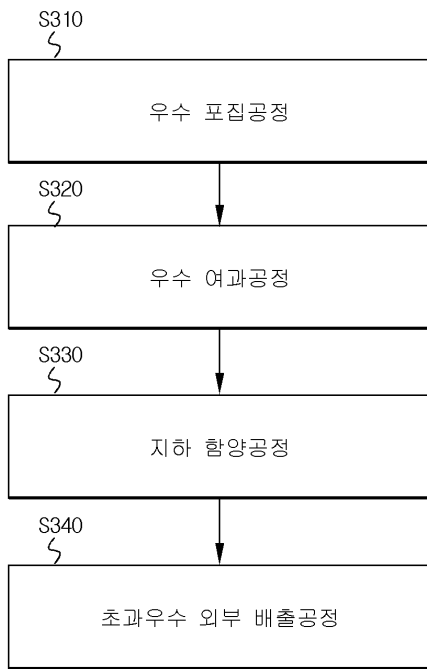 S310
우수 포집공정
S320
우수 여과공정
S330
지하 함양공정
S340
초과우수 외부 배출공정